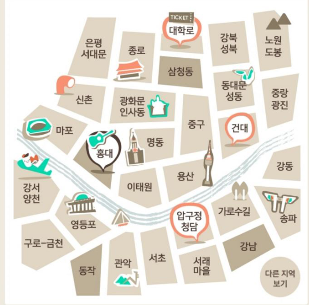 TICKET
대학로
은평
서대문
종로
강북
성북
노원
도봉
삼청동
신촌
광화문
인사동
동대문
성동
중랑
광진
마포
중구
건대
홍대
명동
강서
양천
이태원
용산
강동
영등포
압구정
청담
가로수길
송파
구로-금천
강남
동작
관악
서초
서래
마을
다른 지역
보기